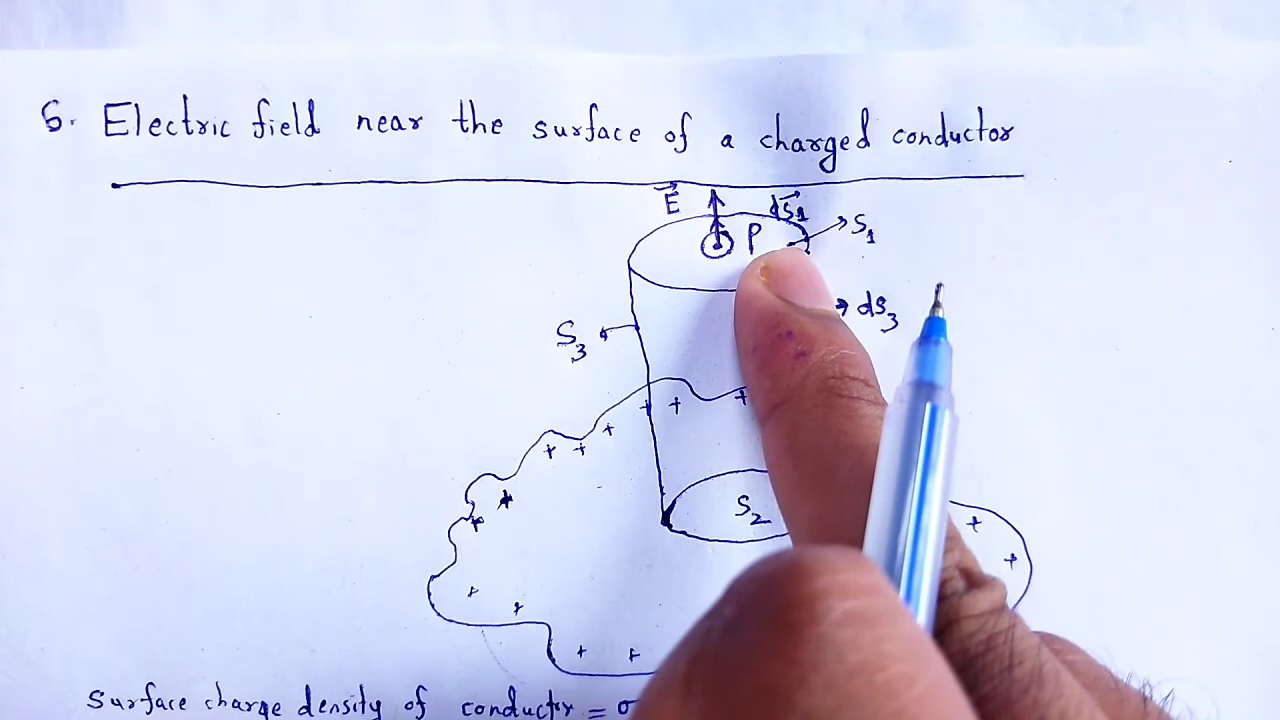 6. Electric field near the surface of a charged conductor
E dS1
P S1
dS3
S3
+ + +
+ + +
+ +
S2
+ +
+ +
+ +
Surface charge density of conductor = σ